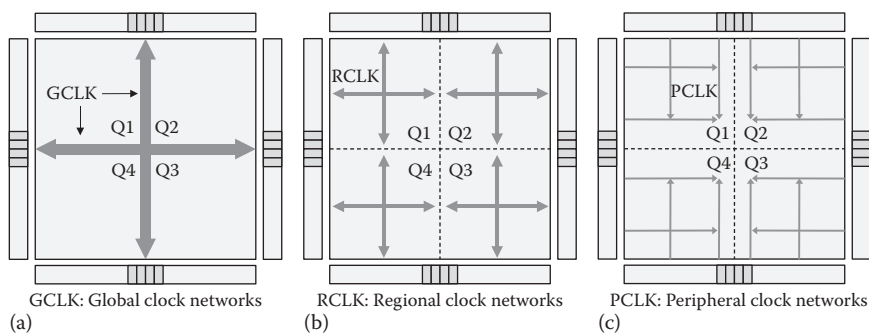 GCLK
Q1 Q2
Q4 Q3
GCLK: Global clock networks
(a)
RCLK
Q1 Q2
Q4 Q3
RCLK: Regional clock networks
(b)
PCLK
Q1 Q2
Q4 Q3
PCLK: Peripheral clock networks
(c)